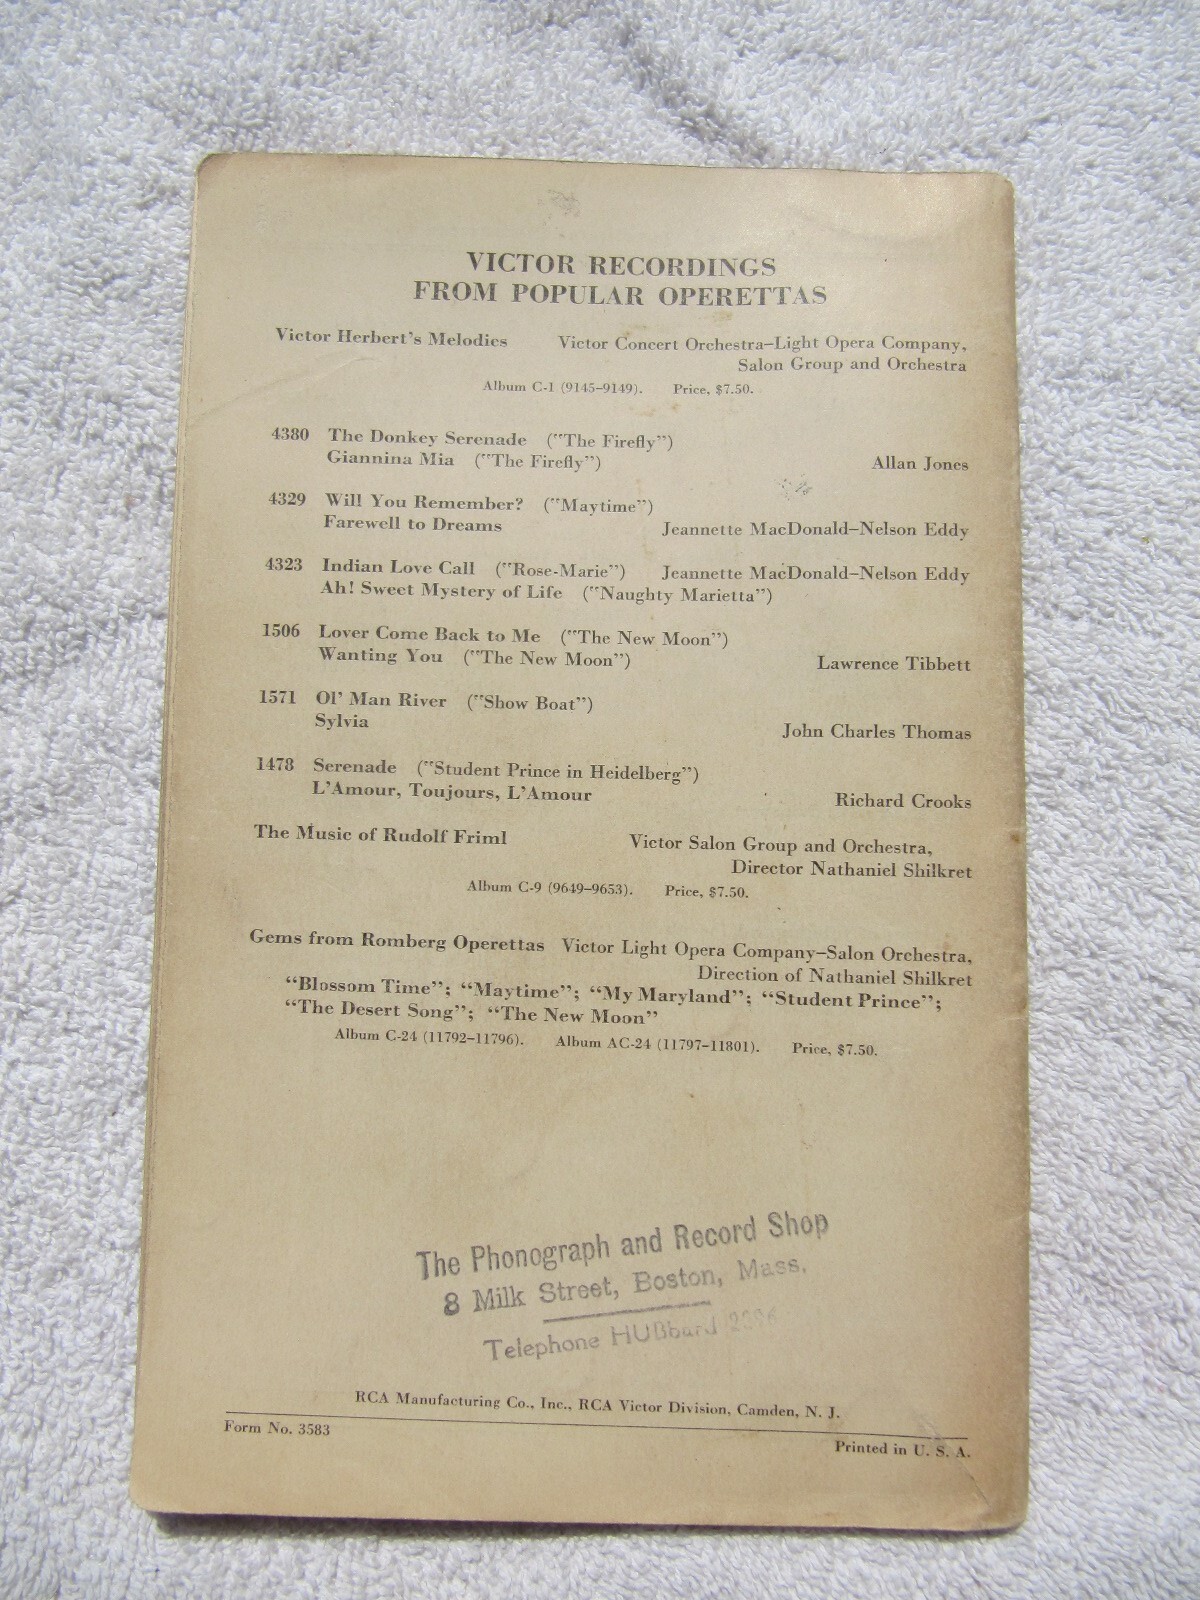 VICTOR RECORDINGS
FROM POPULAR OPERETTAS
Victor Herbert's Melodies Victor Concert Orchestra–Light Opera Company,
Salon Group and Orchestra
Album C-1 (9145–9149). Price, $7.50.
4380 The Donkey Serenade ("The Firefly")
Giannina Mia ("The Firefly") Allan Jones
4329 Will You Remember? ("Maytime")
Farewell to Dreams Jeannette MacDonald–Nelson Eddy
4323 Indian Love Call ("Rose-Marie") Jeannette MacDonald–Nelson Eddy
Ah! Sweet Mystery of Life ("Naughty Marietta")
1506 Lover Come Back to Me ("The New Moon")
Wanting You ("The New Moon") Lawrence Tibbett
1571 Ol' Man River ("Show Boat")
Sylvia John Charles Thomas
1478 Serenade ("Student Prince in Heidelberg")
L'Amour, Toujours, L'Amour Richard Crooks
The Music of Rudolf Friml Victor Salon Group and Orchestra,
Director Nathaniel Shilkret
Album C-9 (9649–9653). Price, $7.50.
Gems from Romberg Operettas Victor Light Opera Company–Salon Orchestra,
Direction of Nathaniel Shilkret
"Blossom Time"; "Maytime"; "My Maryland"; "Student Prince";
"The Desert Song"; "The New Moon"
Album C-24 (11792–11796). Album AC-24 (11797–11801). Price, $7.50.
The Phonograph and Record Shop
8 Milk Street, Boston, Mass.
Telephone HUBbard
RCA Manufacturing Co., Inc., RCA Victor Division, Camden, N. J.
Form No. 3583
Printed in U. S. A.